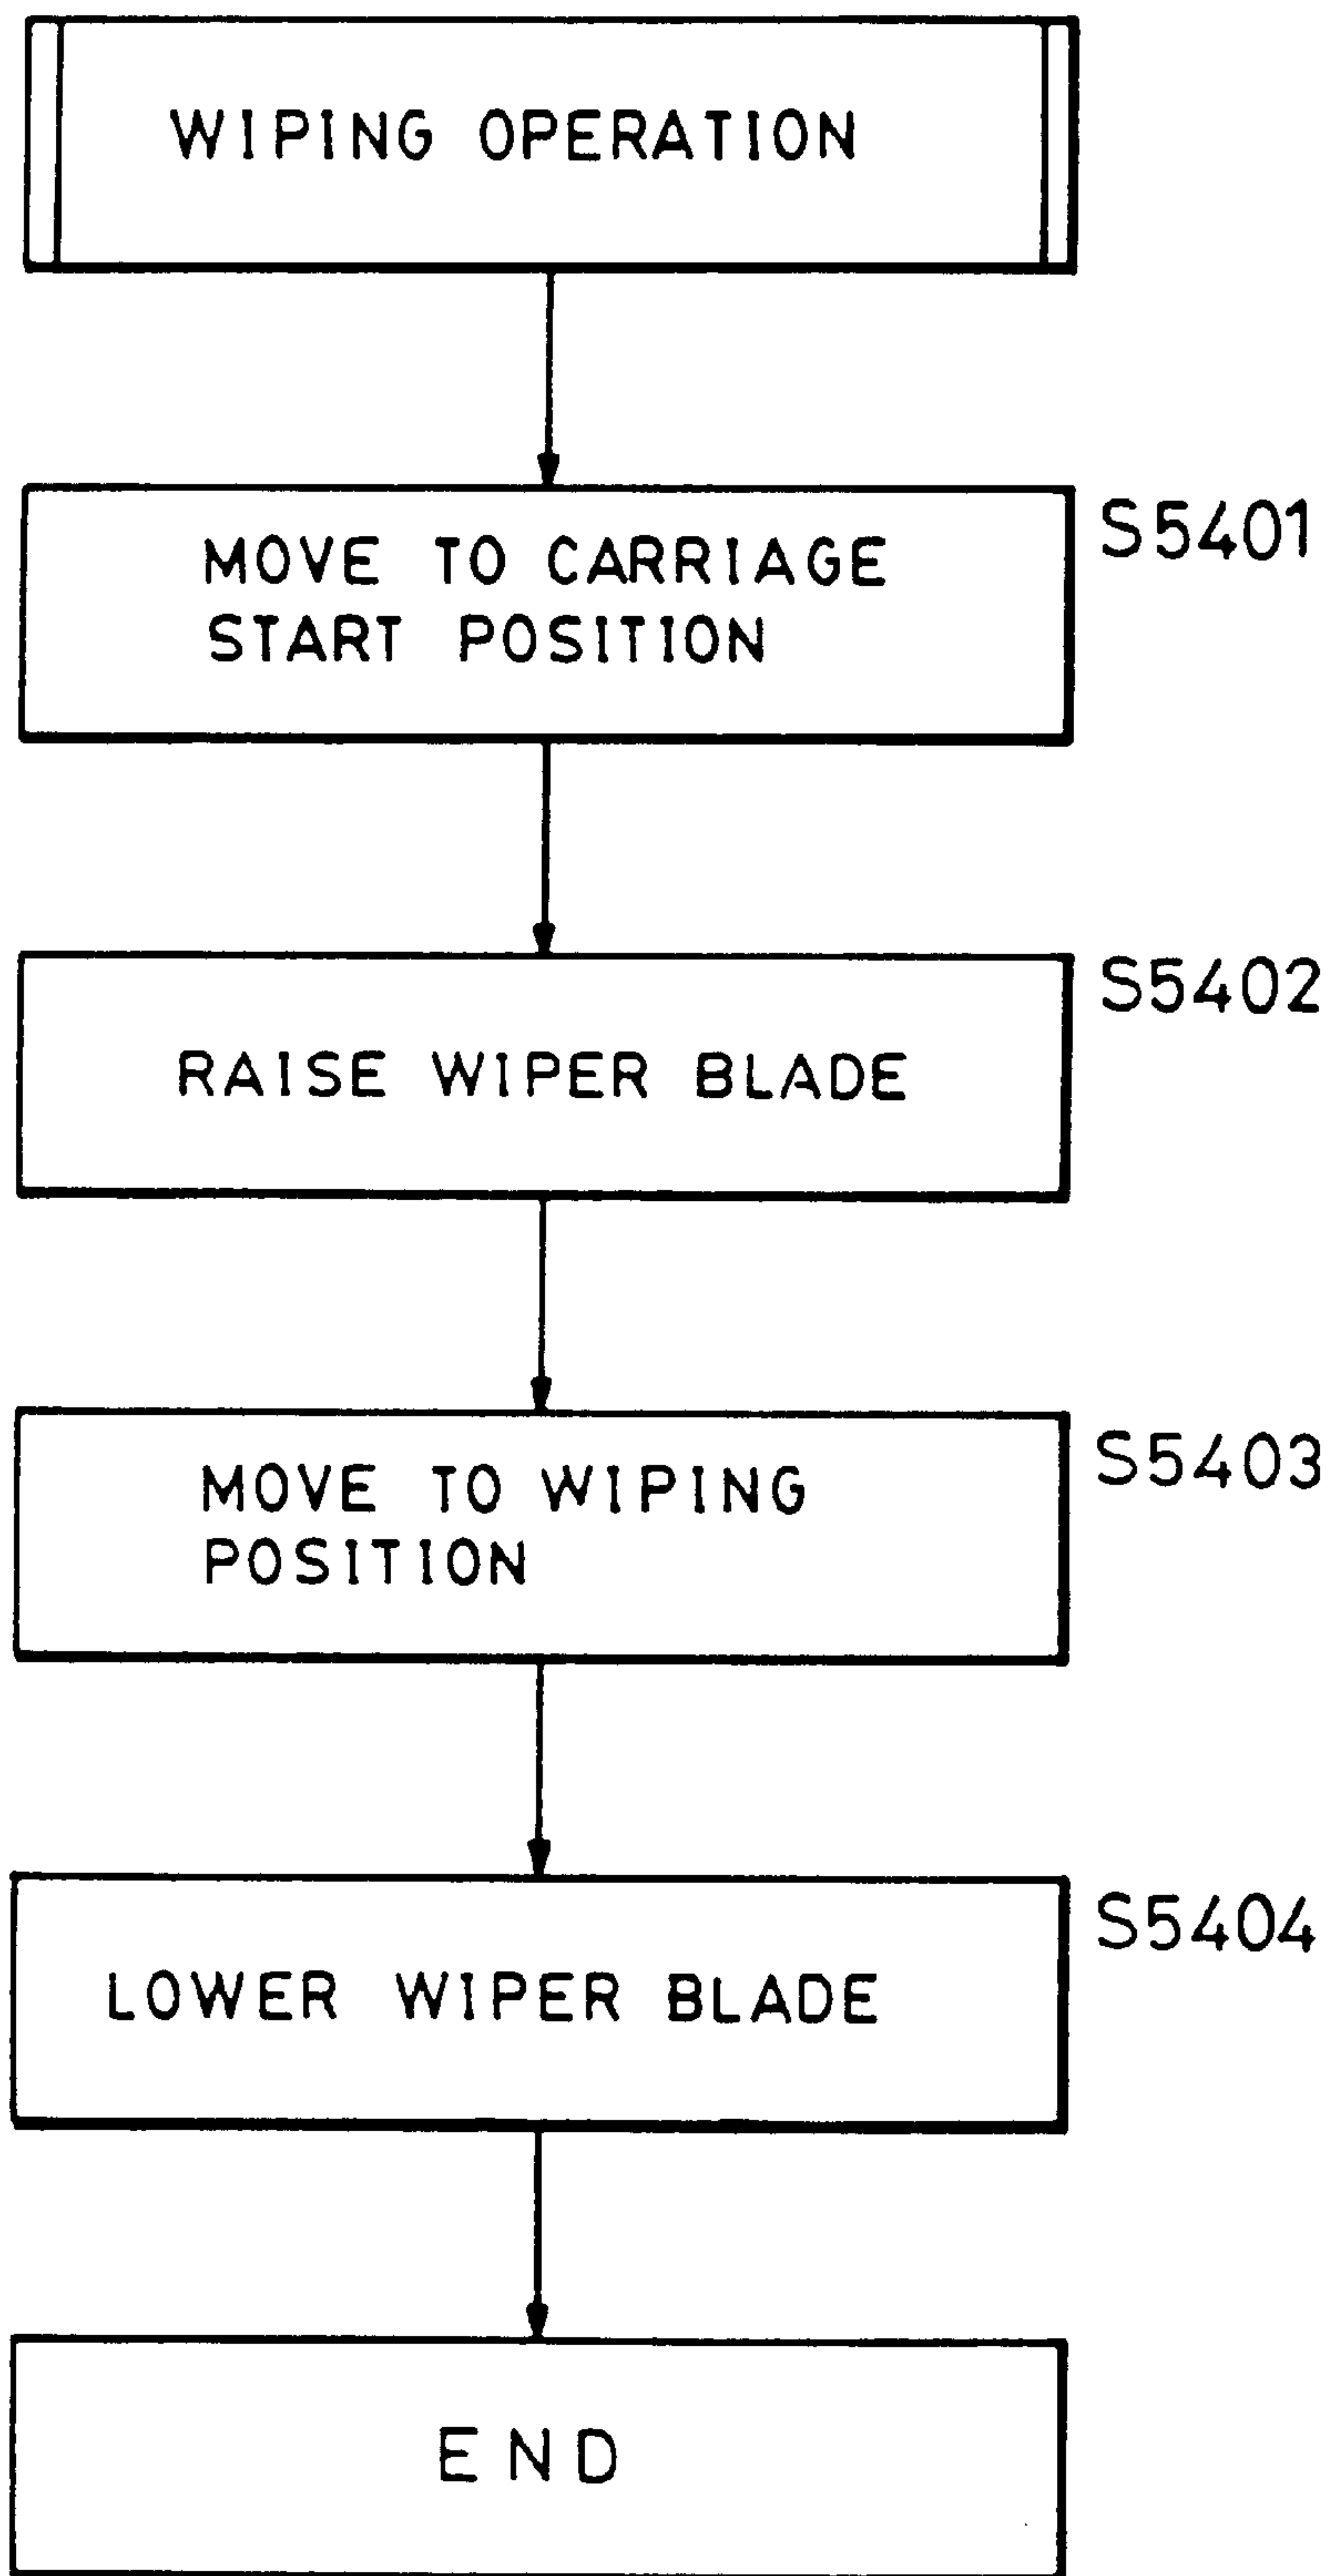 WIPING OPERATION
MOVE TO CARRIAGE
START POSITION
S5401
RAISE WIPER BLADE
S5402
MOVE TO WIPING
POSITION
S5403
LOWER WIPER BLADE
S5404
END